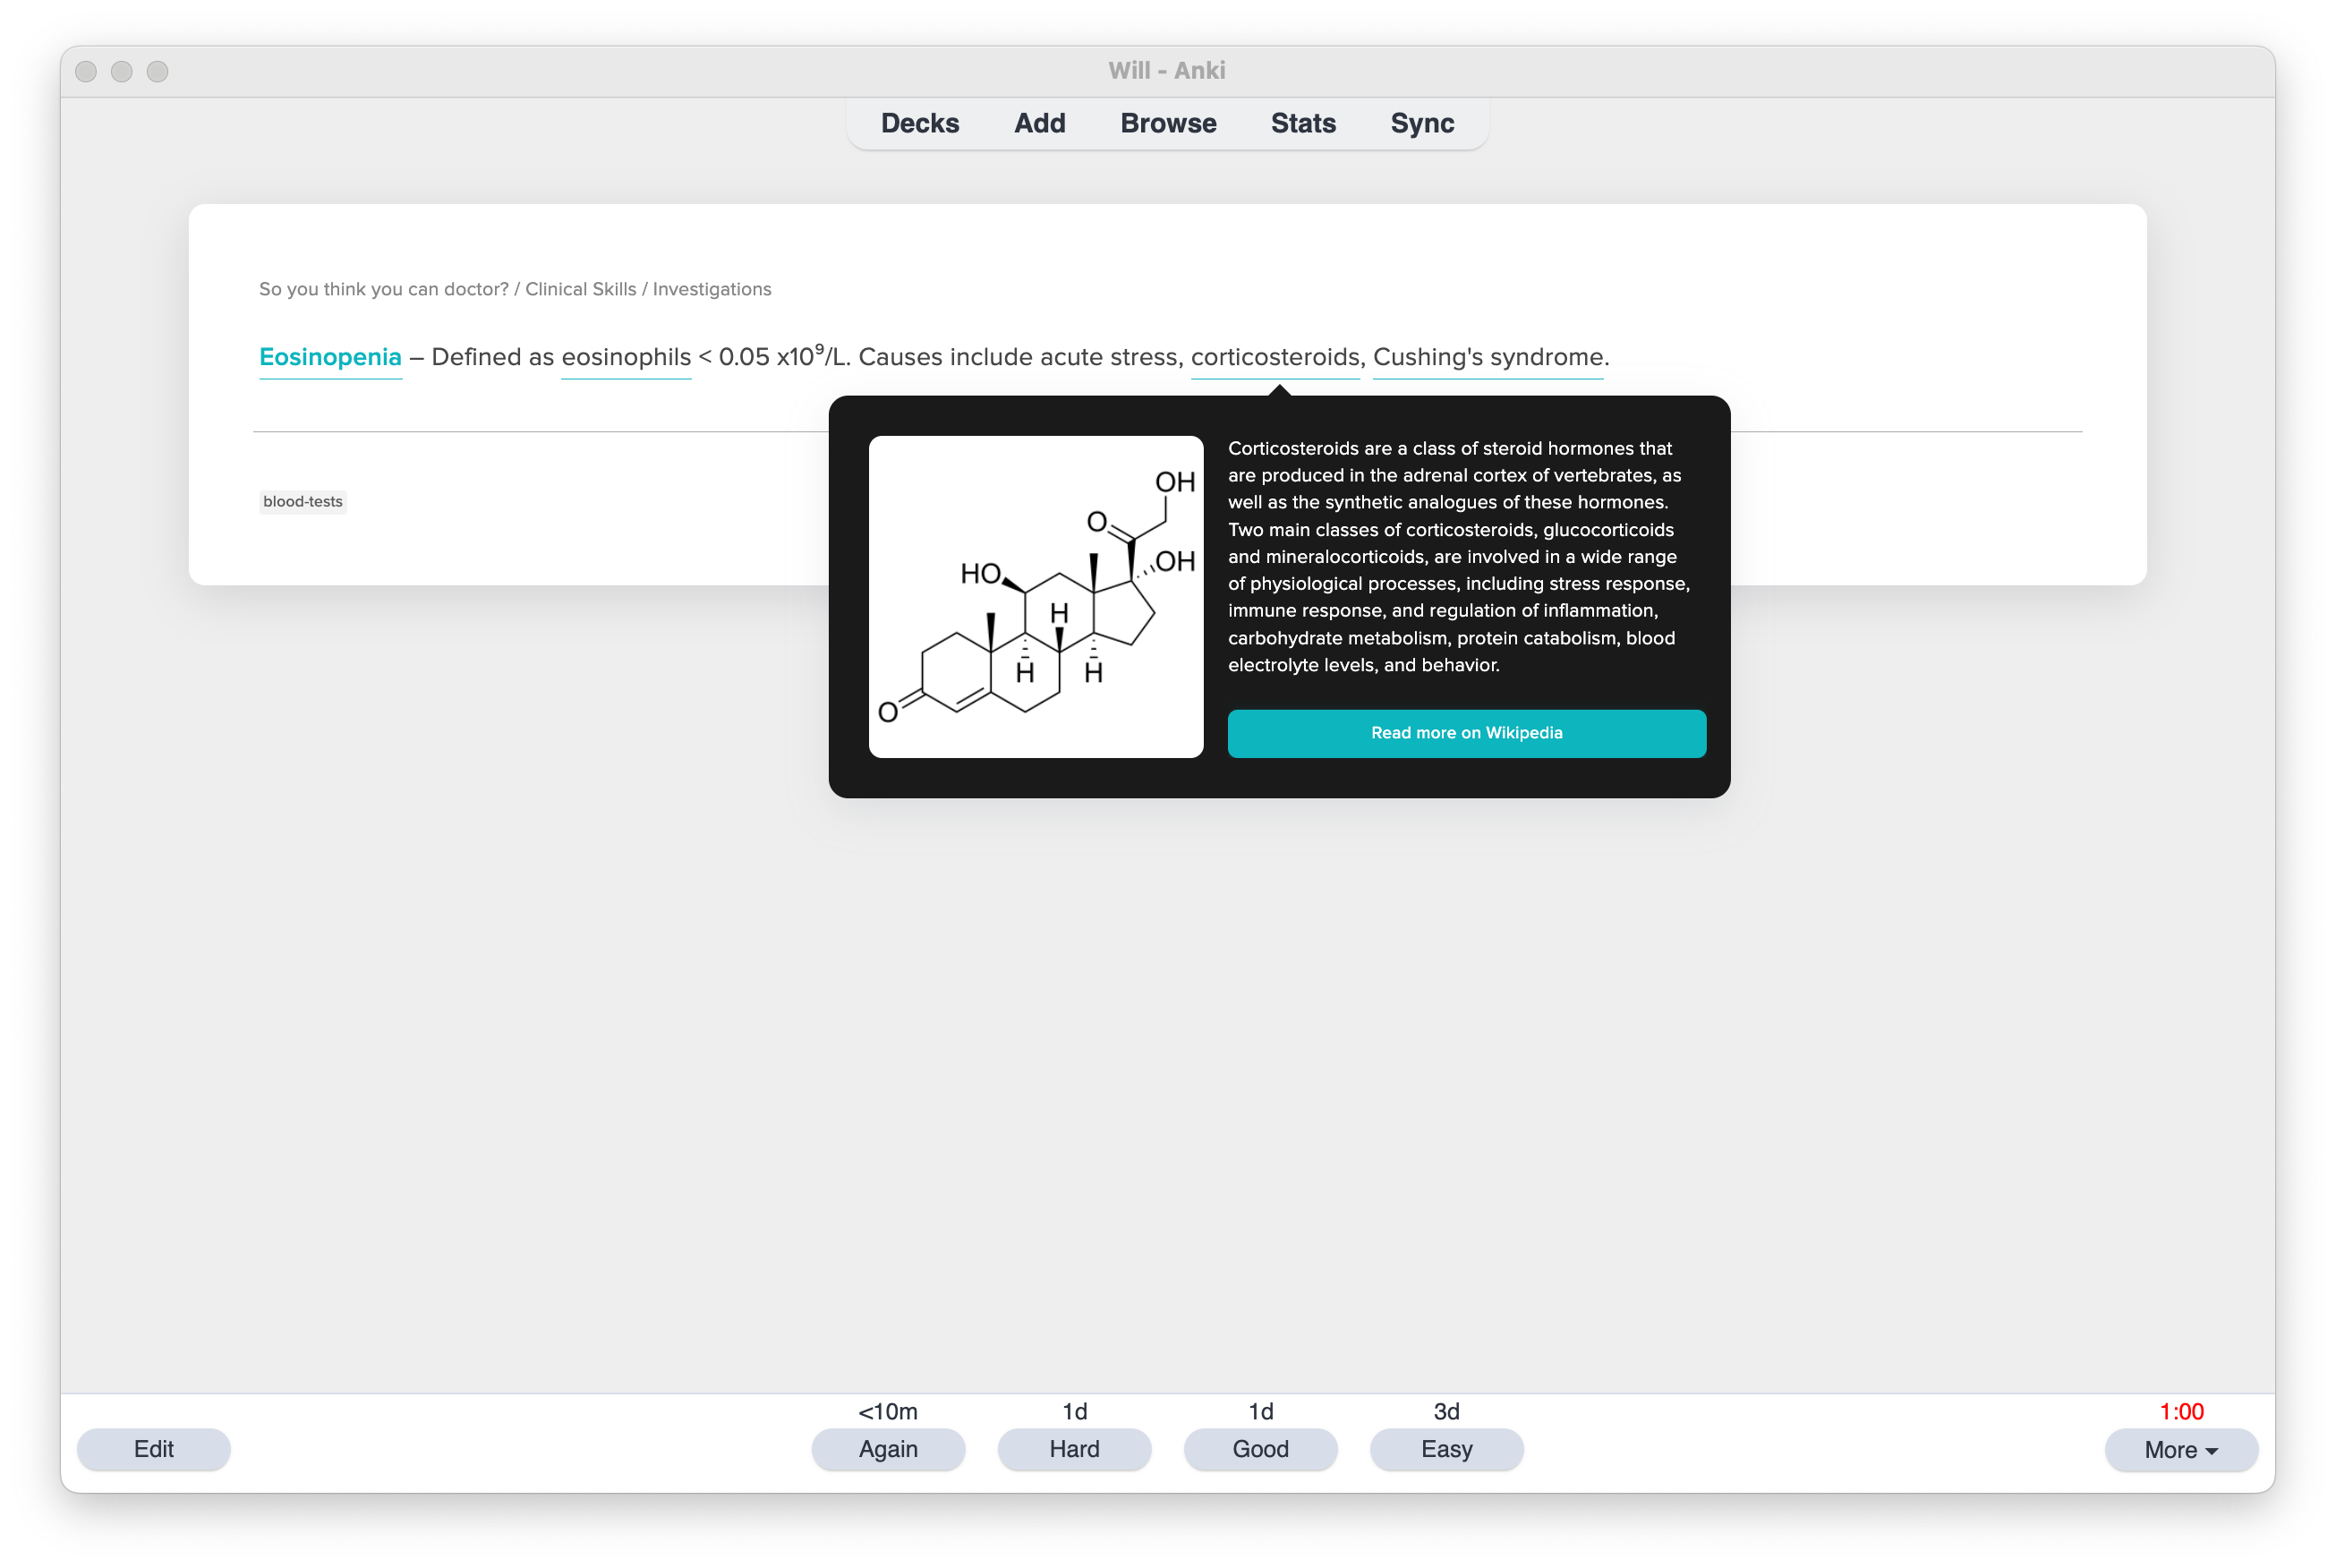 Will - Anki
Decks Add Browse Stats Sync
So you think you can doctor? / Clinical Skills / Investigations
Eosinopenia – Defined as eosinophils < 0.05 x10⁹/L. Causes include acute stress, corticosteroids, Cushing's syndrome.
blood-tests
OH
O
OH
HO
H
H
H
O
Corticosteroids are a class of steroid hormones that
are produced in the adrenal cortex of vertebrates, as
well as the synthetic analogues of these hormones.
Two main classes of corticosteroids, glucocorticoids
and mineralocorticoids, are involved in a wide range
of physiological processes, including stress response,
immune response, and regulation of inflammation,
carbohydrate metabolism, protein catabolism, blood
electrolyte levels, and behavior.
Read more on Wikipedia
<10m 1d 1d 3d 1:00
Edit Again Hard Good Easy More